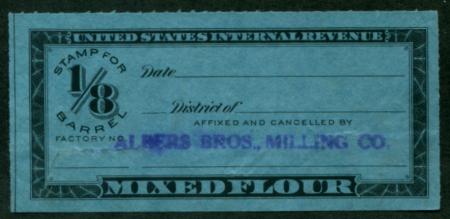 UNITED STATES INTERNAL REVENUE
STAMP FOR
1/8
BARREL
FACTORY NO.
Date
District of
AFFIXED AND CANCELLED BY
ALBERS BROS., MILLING CO.
MIXED FLOUR